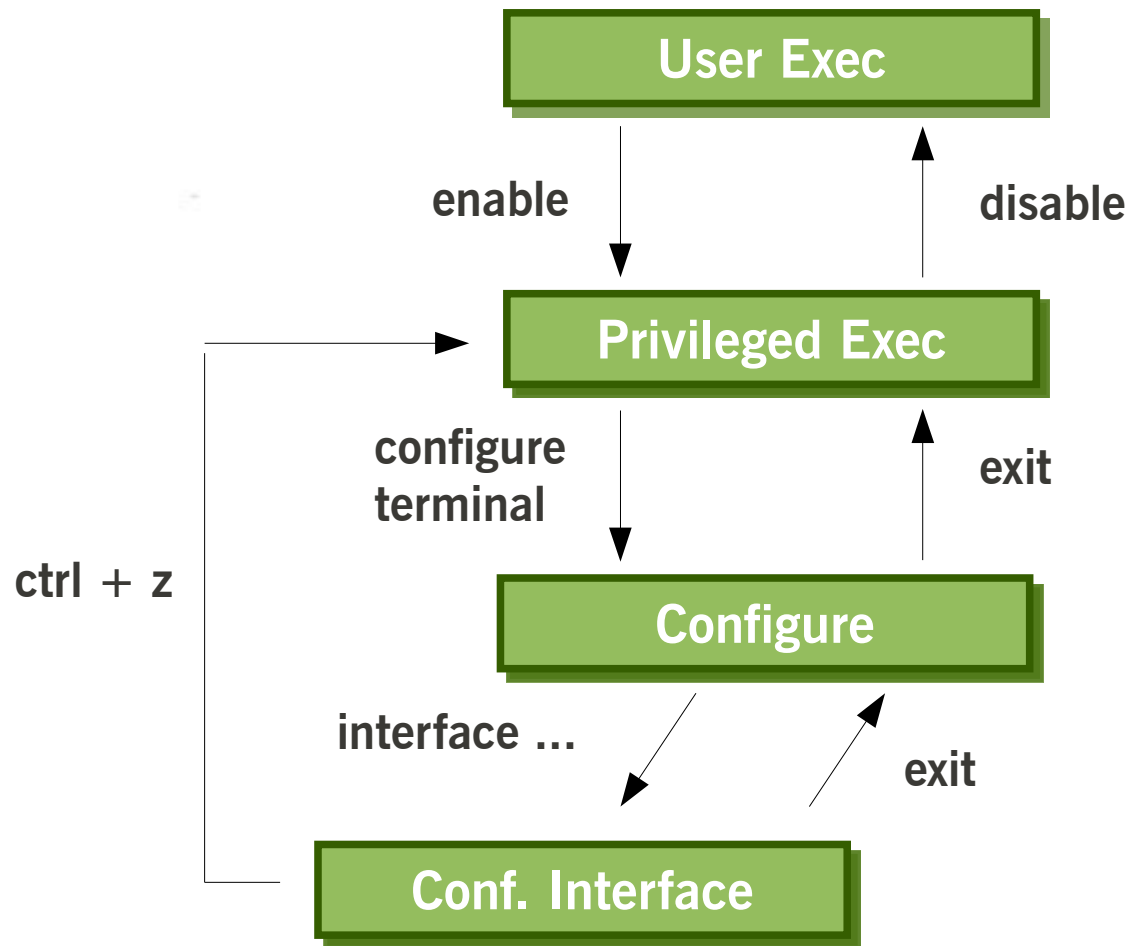 User Exec
enable
disable
Privileged Exec
configure
terminal
exit
ctrl + z
Configure
interface ...
exit
Conf. Interface